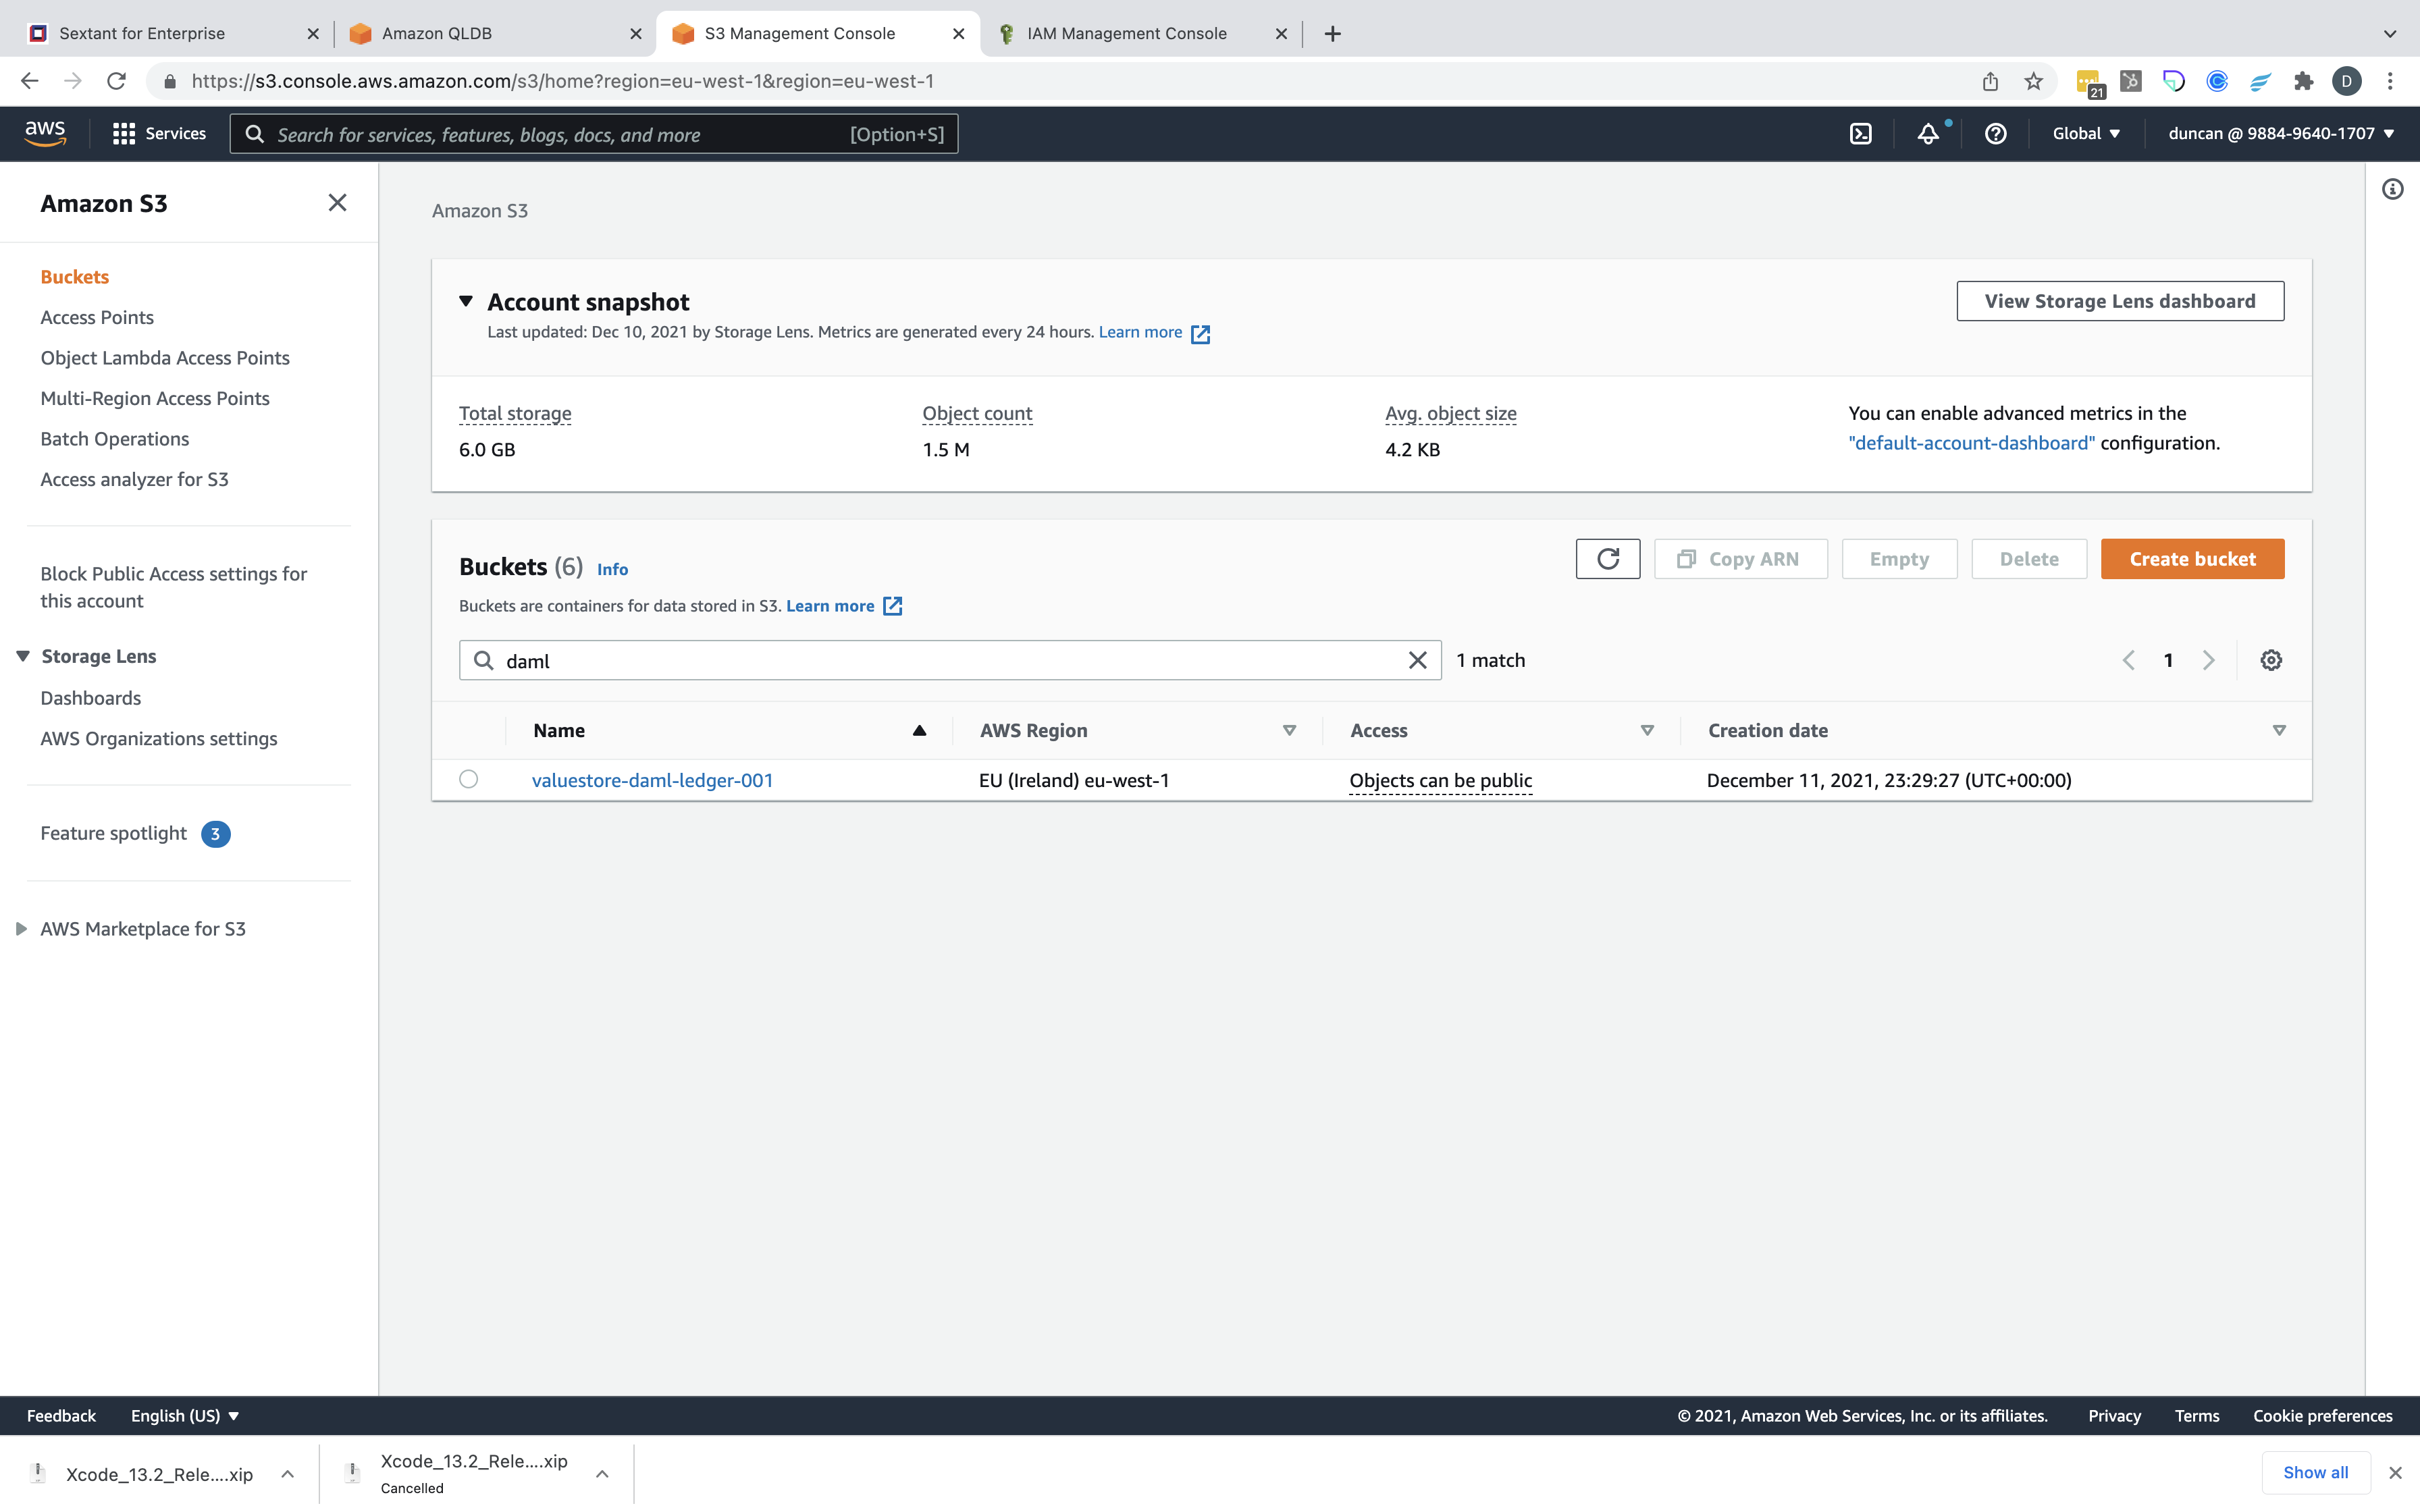 Sextant for Enterprise
Amazon QLDB
S3 Management Console
IAM Management Console
https://s3.console.aws.amazon.com/s3/home?region=eu-west-1&region=eu-west-1
21
D
aws
Services
Search for services, features, blogs, docs, and more
[Option+S]
Global
duncan @ 9884-9640-1707
Amazon S3
Buckets
Access Points
Object Lambda Access Points
Multi-Region Access Points
Batch Operations
Access analyzer for S3
Block Public Access settings for
this account
Storage Lens
Dashboards
AWS Organizations settings
Feature spotlight 3
AWS Marketplace for S3
Amazon S3
Account snapshot
Last updated: Dec 10, 2021 by Storage Lens. Metrics are generated every 24 hours. Learn more
View Storage Lens dashboard
Total storage
6.0 GB
Object count
1.5 M
Avg. object size
4.2 KB
You can enable advanced metrics in the
"default-account-dashboard" configuration.
Buckets (6) Info
Buckets are containers for data stored in S3. Learn more
Copy ARN
Empty
Delete
Create bucket
daml
1 match
1
Name
AWS Region
Access
Creation date
valuestore-daml-ledger-001
EU (Ireland) eu-west-1
Objects can be public
December 11, 2021, 23:29:27 (UTC+00:00)
Feedback
English (US)
© 2021, Amazon Web Services, Inc. or its affiliates.
Privacy
Terms
Cookie preferences
Xcode_13.2_Rele....xip
Xcode_13.2_Rele....xip
Cancelled
Show all